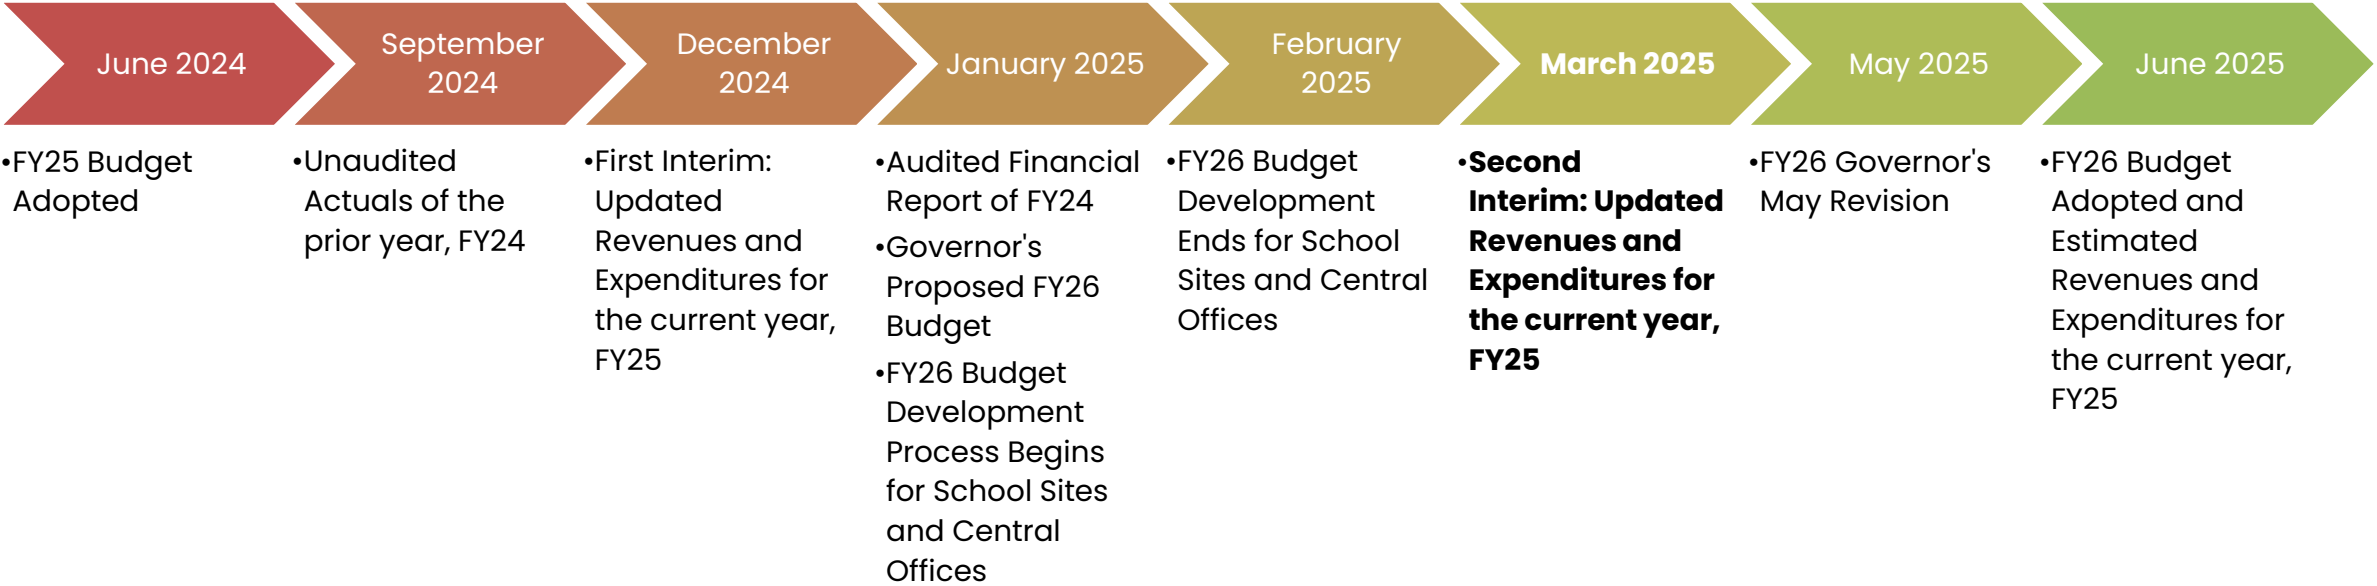 June 2024
September
2024
December
2024
January 2025
February
2025
March 2025
May 2025
June 2025
•FY25 Budget
Adopted
•Unaudited
Actuals of the
prior year, FY24
•First Interim:
Updated
Revenues and
Expenditures for
the current year,
FY25
•Audited Financial
Report of FY24
•Governor's
Proposed FY26
Budget
•FY26 Budget
Development
Process Begins
for School Sites
and Central
Offices
•FY26 Budget
Development
Ends for School
Sites and Central
Offices
•Second
Interim: Updated
Revenues and
Expenditures for
the current year,
FY25
•FY26 Governor's
May Revision
•FY26 Budget
Adopted and
Estimated
Revenues and
Expenditures for
the current year,
FY25